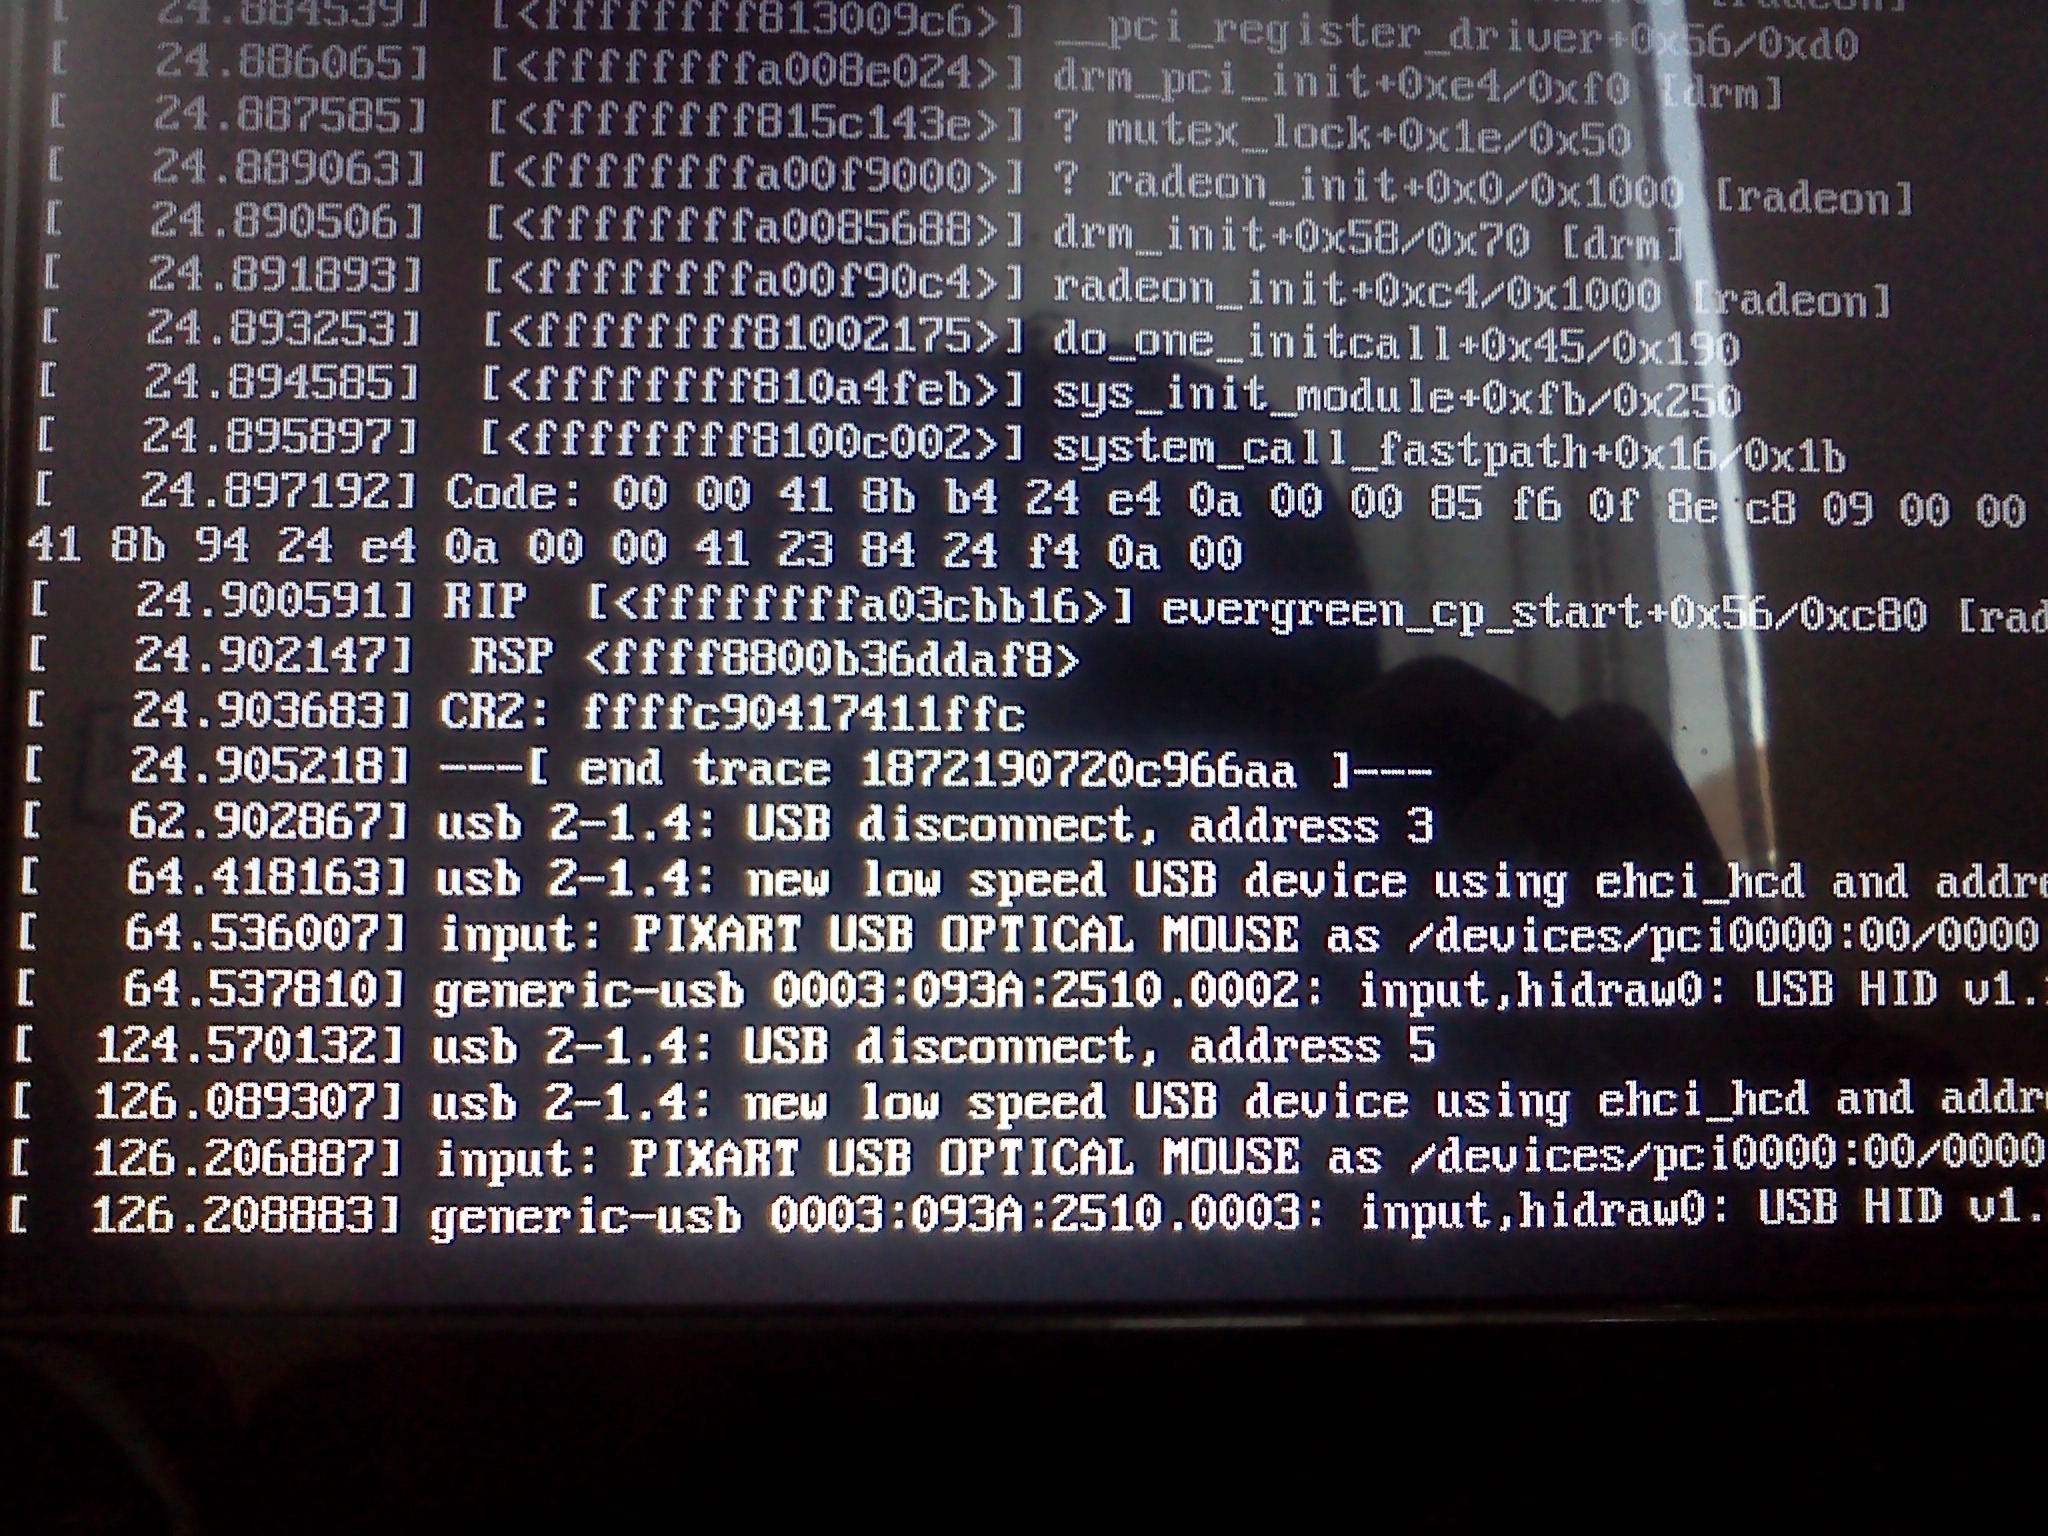 [   24.884539]  [<ffffffff813009c6>] __pci_register_driver+0x56/0xd0
[   24.886065]  [<ffffffffa008e024>] drm_pci_init+0xe4/0xf0 [drm]
[   24.887585]  [<ffffffff815c143e>] ? mutex_lock+0x1e/0x50
[   24.889063]  [<ffffffffa00f9000>] ? radeon_init+0x0/0x1000 [radeon]
[   24.890506]  [<ffffffffa0085688>] drm_init+0x58/0x70 [drm]
[   24.891893]  [<ffffffffa00f90c4>] radeon_init+0xc4/0x1000 [radeon]
[   24.893253]  [<ffffffff81002175>] do_one_initcall+0x45/0x190
[   24.894585]  [<ffffffff810a4feb>] sys_init_module+0xfb/0x250
[   24.895897]  [<ffffffff8100c002>] system_call_fastpath+0x16/0x1b
[   24.897192] Code: 00 00 41 8b b4 24 e4 0a 00 00 85 f6 0f 8e c8 09 00 00
41 8b 94 24 e4 0a 00 00 41 23 84 24 f4 0a 00
[   24.900591] RIP  [<ffffffffa03cbb16>] evergreen_cp_start+0x56/0xc80 [rad
[   24.902147]  RSP <ffff8800b36ddaf8>
[   24.903683] CR2: ffffc90417411ffc
[   24.905218] ---[ end trace 1872190720c966aa ]---
[   62.902867] usb 2-1.4: USB disconnect, address 3
[   64.418163] usb 2-1.4: new low speed USB device using ehci_hcd and addre
[   64.536007] input: PIXART USB OPTICAL MOUSE as /devices/pci0000:00/0000
[   64.537810] generic-usb 0003:093A:2510.0002: input,hidraw0: USB HID v1.
[  124.570132] usb 2-1.4: USB disconnect, address 5
[  126.089307] usb 2-1.4: new low speed USB device using ehci_hcd and addr
[  126.206887] input: PIXART USB OPTICAL MOUSE as /devices/pci0000:00/0000
[  126.208883] generic-usb 0003:093A:2510.0003: input,hidraw0: USB HID v1.